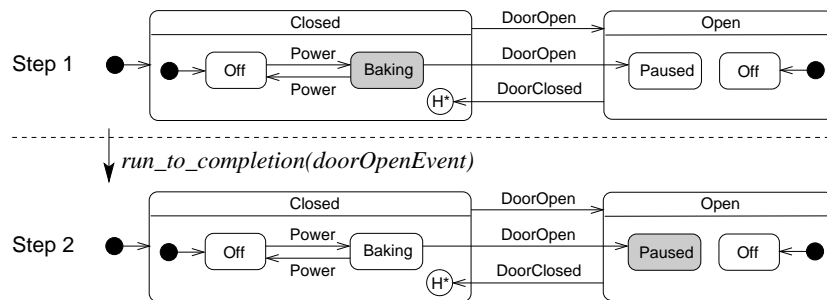 Closed DoorOpen Open
Power DoorOpen
Step 1 Off Baking Paused Off
Power DoorClosed
H*
run_to_completion(doorOpenEvent)
Closed DoorOpen Open
Power DoorOpen
Step 2 Off Baking Paused Off
Power DoorClosed
H*